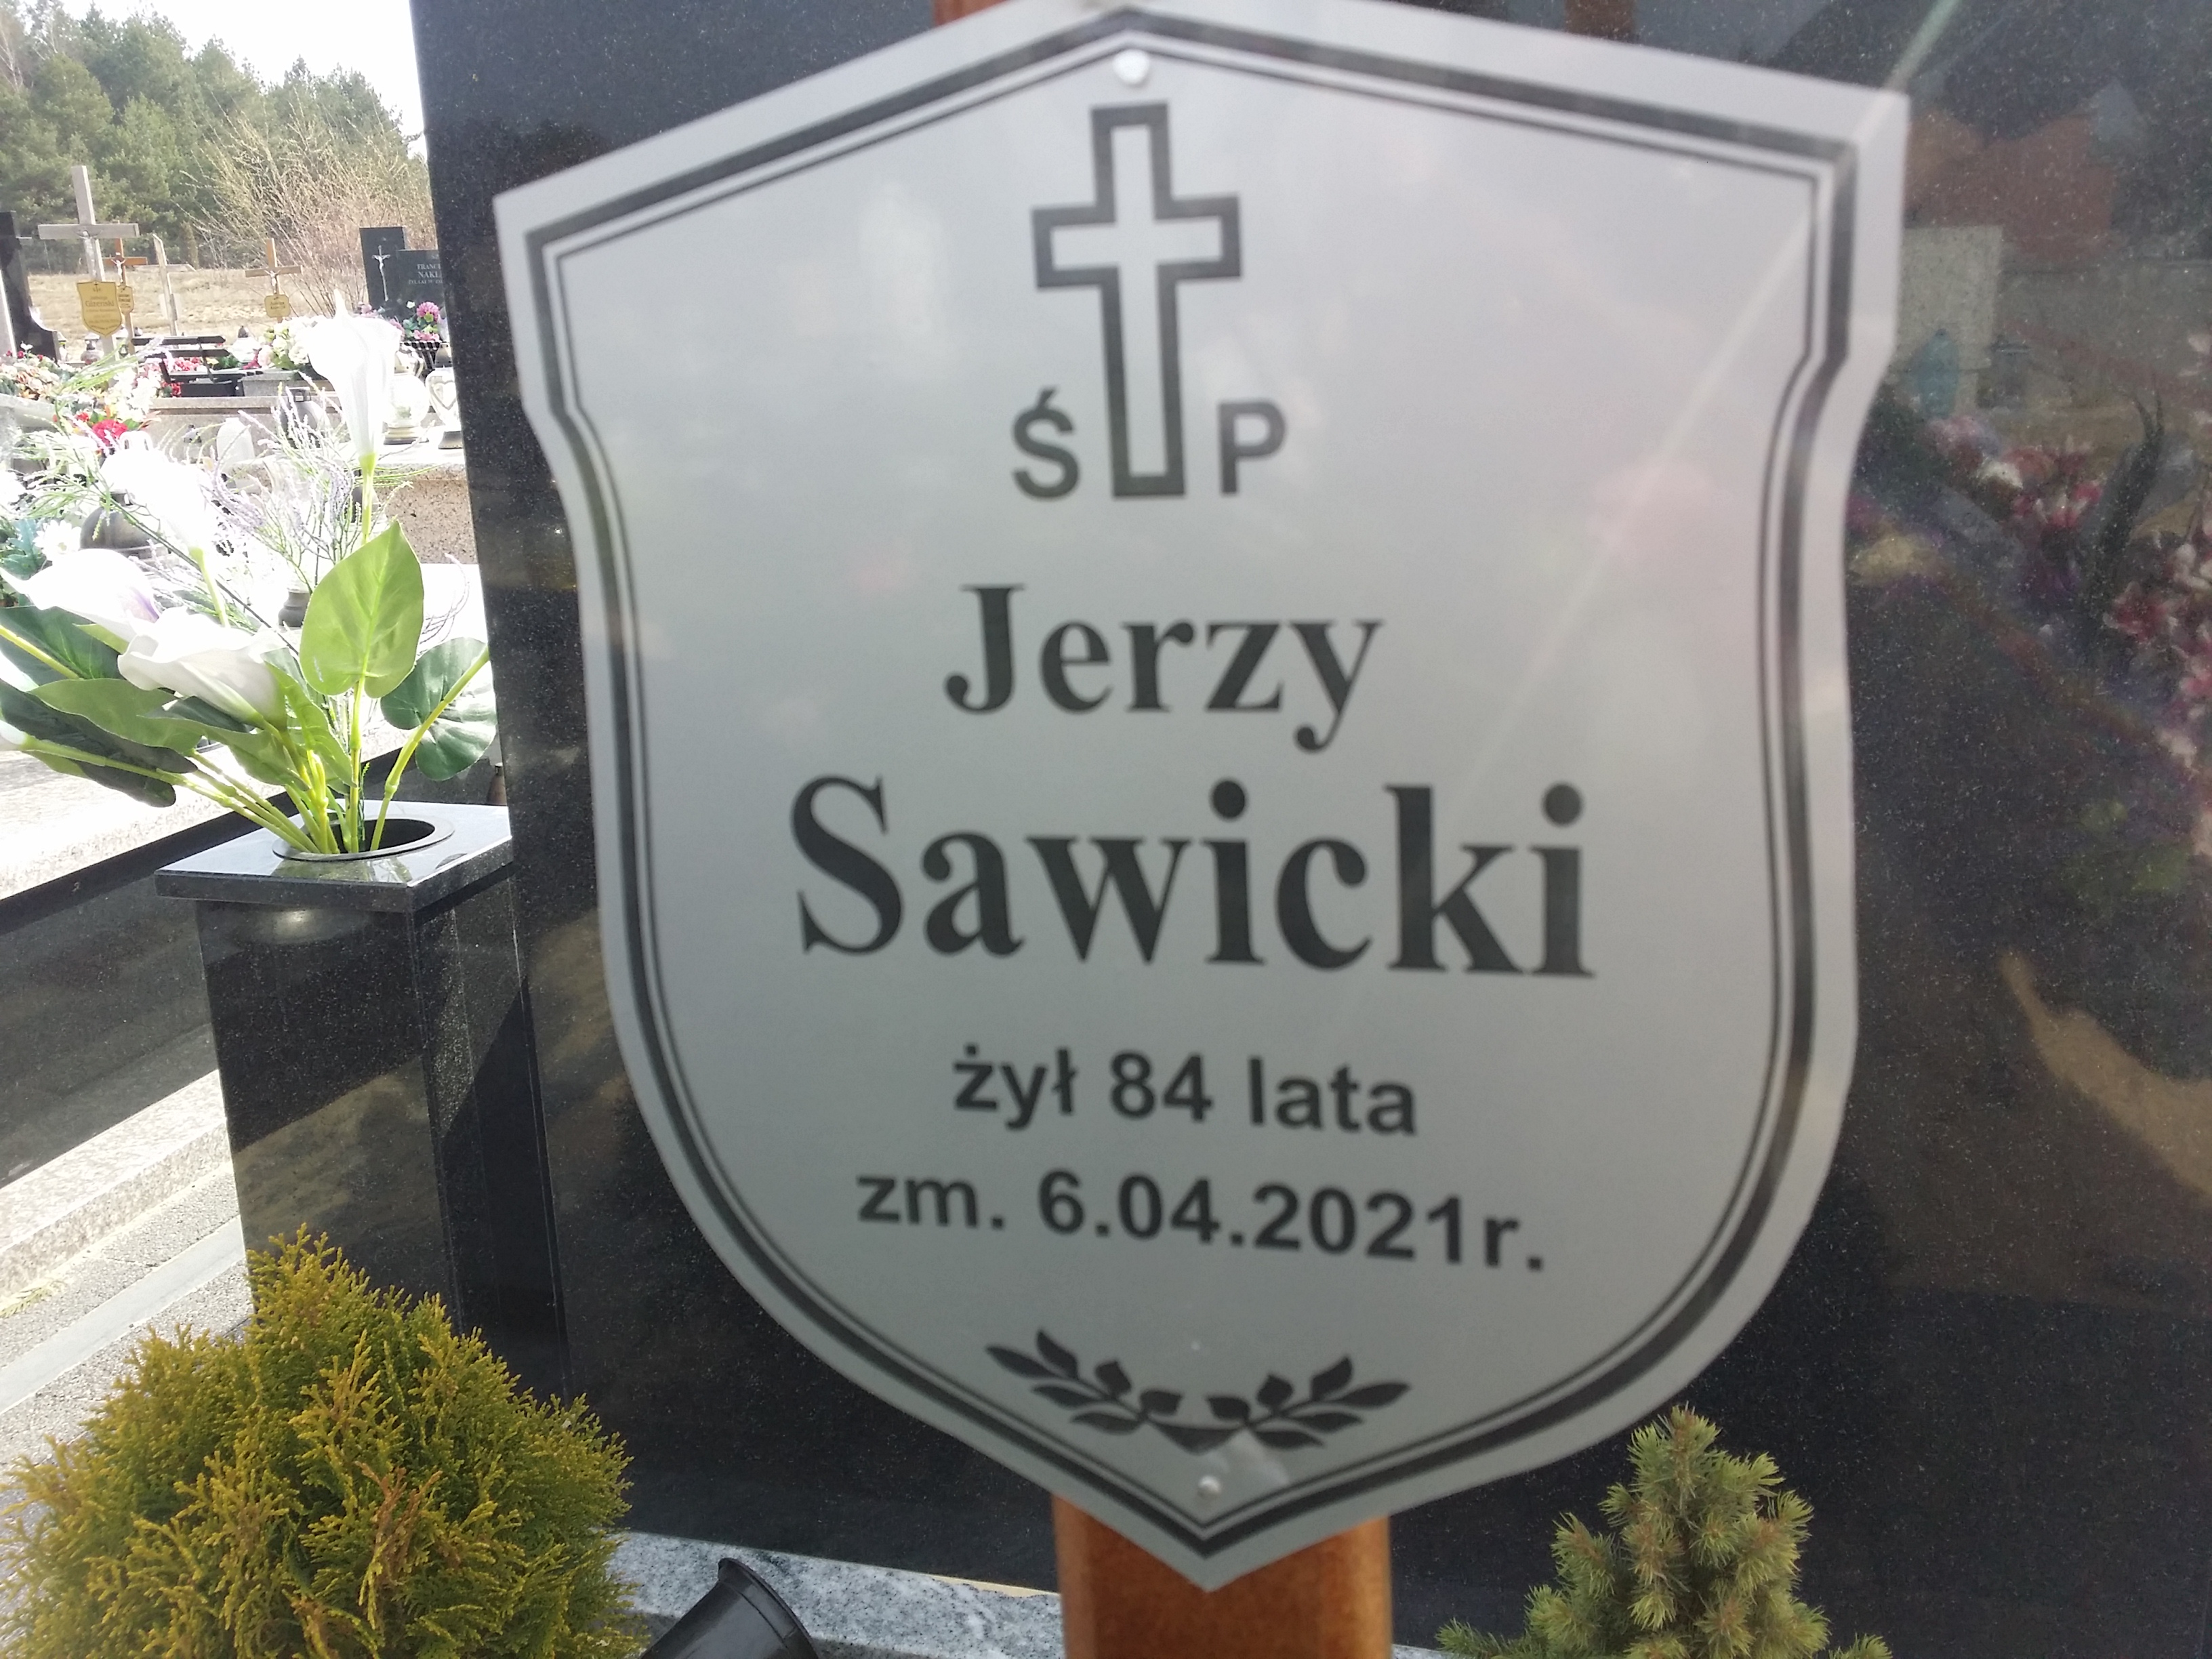 Ś P
Jerzy
Sawicki
żył 84 lata
zm. 6.04.2021r.